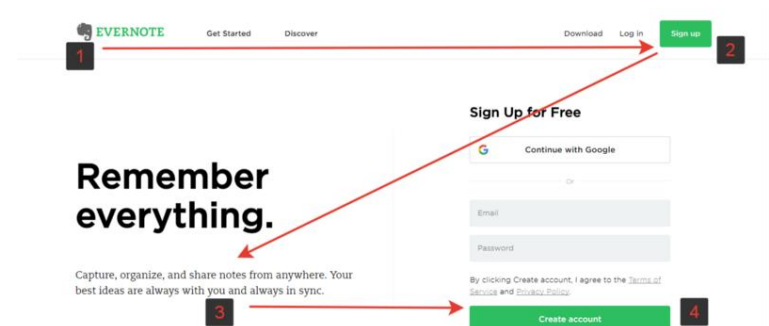 EVERNOTE Get Started Discover Download Log in Sign up
1
2
Sign Up for Free
Continue with Google
Or
Remember
everything.
Email
Password
Capture, organize, and share notes from anywhere. Your
best ideas are always with you and always in sync.
By clicking Create account, I agree to the Terms of
Service and Privacy Policy.
3
Create account
4